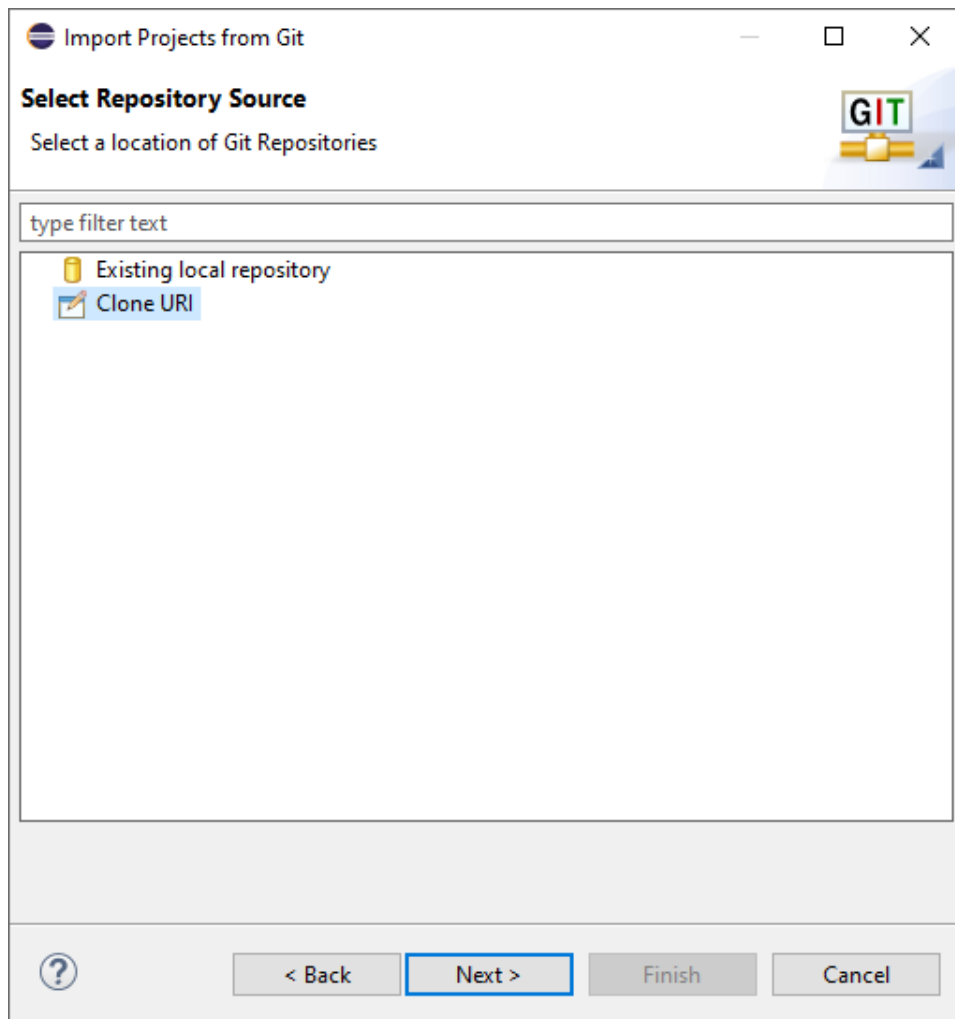 Import Projects from Git
Select Repository Source
Select a location of Git Repositories
GIT
type filter text
Existing local repository
Clone URI
?
< Back
Next >
Finish
Cancel